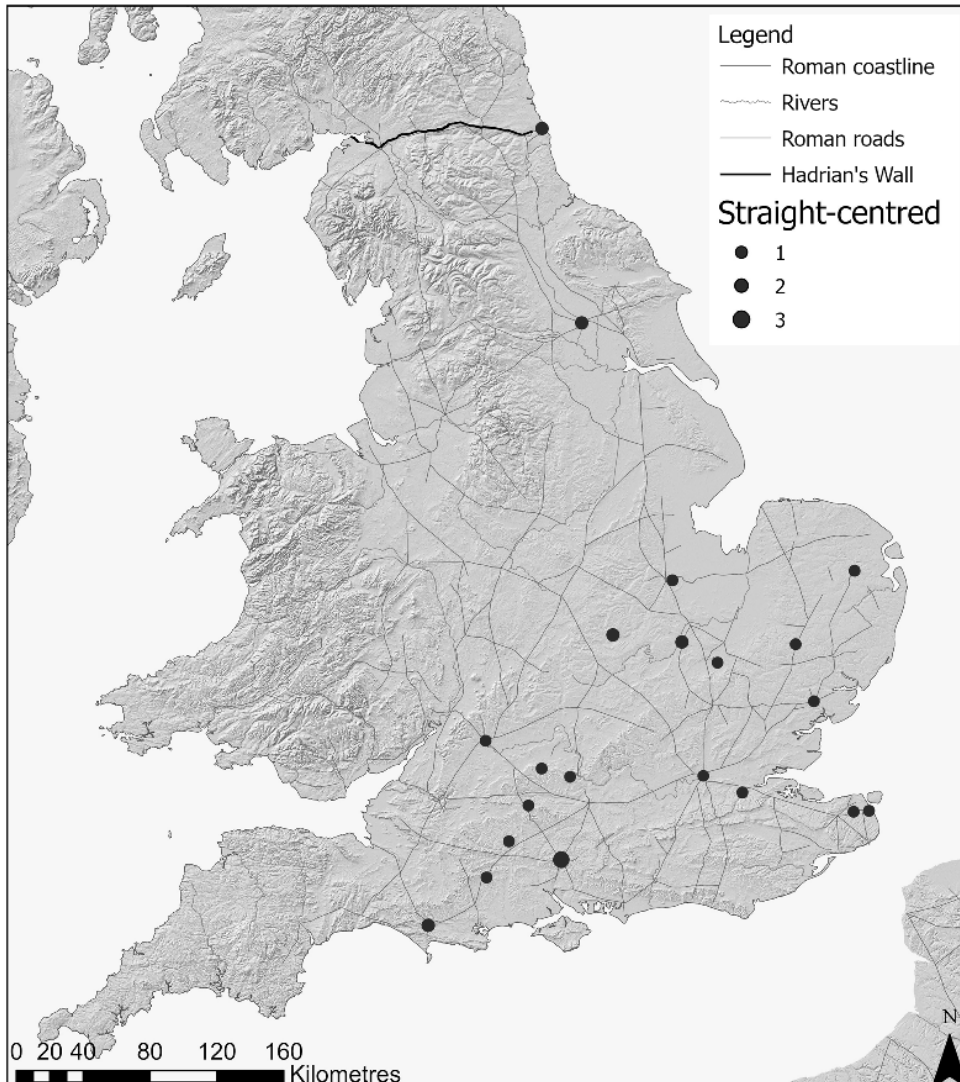 Legend
Roman coastline
Rivers
Roman roads
Hadrian's Wall
Straight-centred
1
2
3
N
0 20 40 80 120 160
Kilometres